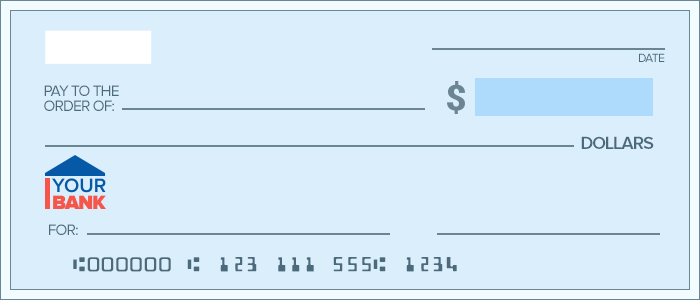 DATE
PAY TO THE
ORDER OF:
$
DOLLARS
YOUR
BANK
FOR:
⑆000000 ⑆ 123 111 555⑆ 1234